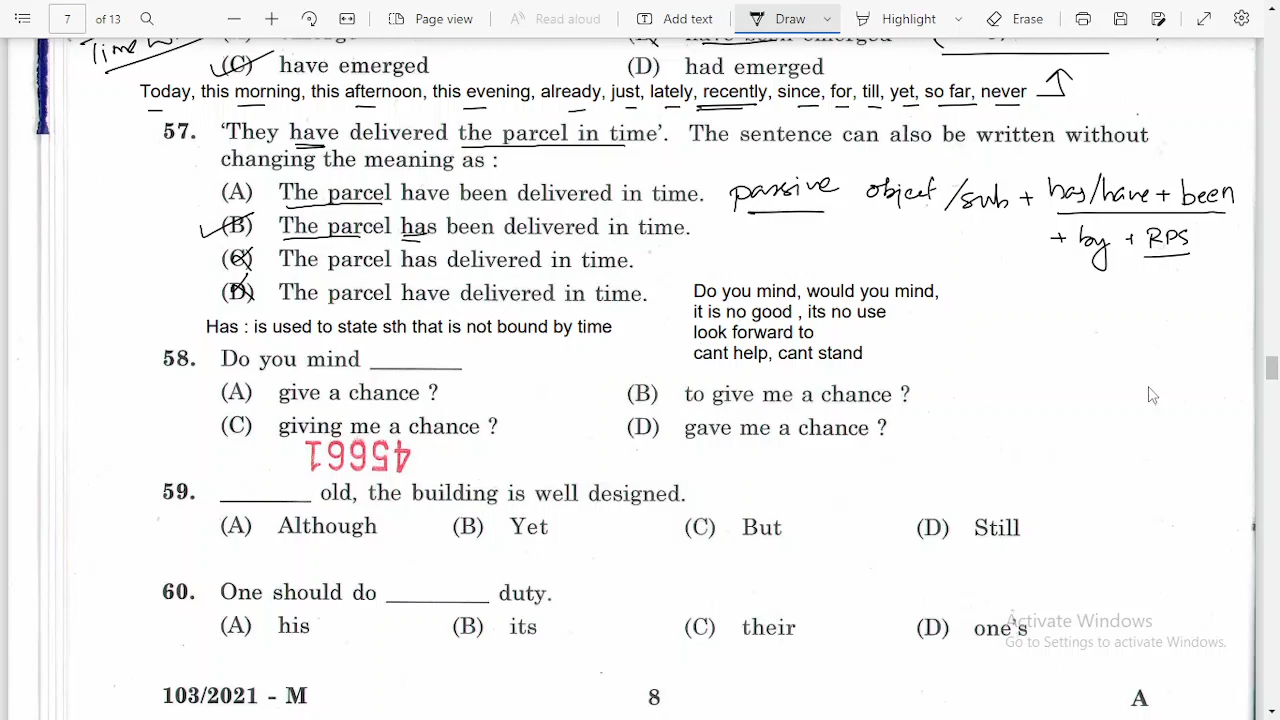 7 of 13 Page view Read aloud Add text Draw Highlight Erase
Time
have been emerged
(C) have emerged (D) had emerged
Today, this morning, this afternoon, this evening, already, just, lately, recently, since, for, till, yet, so far, never
57. 'They have delivered the parcel in time'. The sentence can also be written without
changing the meaning as :
(A) The parcel have been delivered in time. passive object /sub + has/have + been
(B) The parcel has been delivered in time. + by + RPS
(C) The parcel has delivered in time.
(D) The parcel have delivered in time.
Do you mind, would you mind,
it is no good , its no use
look forward to
cant help, cant stand
Has : is used to state sth that is not bound by time
58. Do you mind ________
(A) give a chance ? (B) to give me a chance ?
(C) giving me a chance ? (D) gave me a chance ?
45661
59. ________ old, the building is well designed.
(A) Although (B) Yet (C) But (D) Still
60. One should do ________ duty.
(A) his (B) its (C) their (D) one's
Activate Windows
Go to Settings to activate Windows.
103/2021 - M 8 A